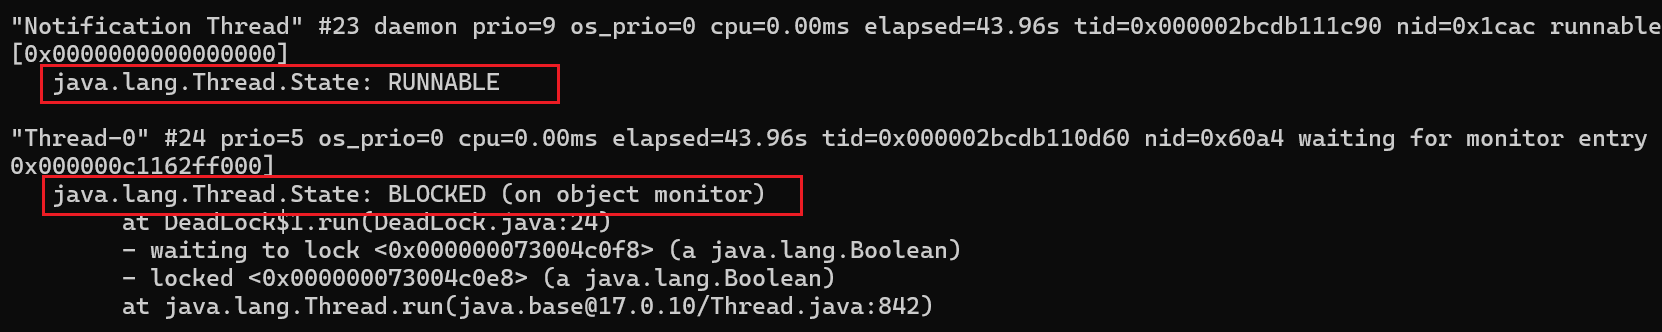 "Notification Thread" #23 daemon prio=9 os_prio=0 cpu=0.00ms elapsed=43.96s tid=0x000002bcdb111c90 nid=0x1cac runnable
[0x0000000000000000]
java.lang.Thread.State: RUNNABLE
"Thread-0" #24 prio=5 os_prio=0 cpu=0.00ms elapsed=43.96s tid=0x000002bcdb110d60 nid=0x60a4 waiting for monitor entry
0x000000c1162ff000]
java.lang.Thread.State: BLOCKED (on object monitor)
at DeadLock$1.run(DeadLock.java:24)
- waiting to lock <0x000000073004c0f8> (a java.lang.Boolean)
- locked <0x000000073004c0e8> (a java.lang.Boolean)
at java.lang.Thread.run(java.base@17.0.10/Thread.java:842)